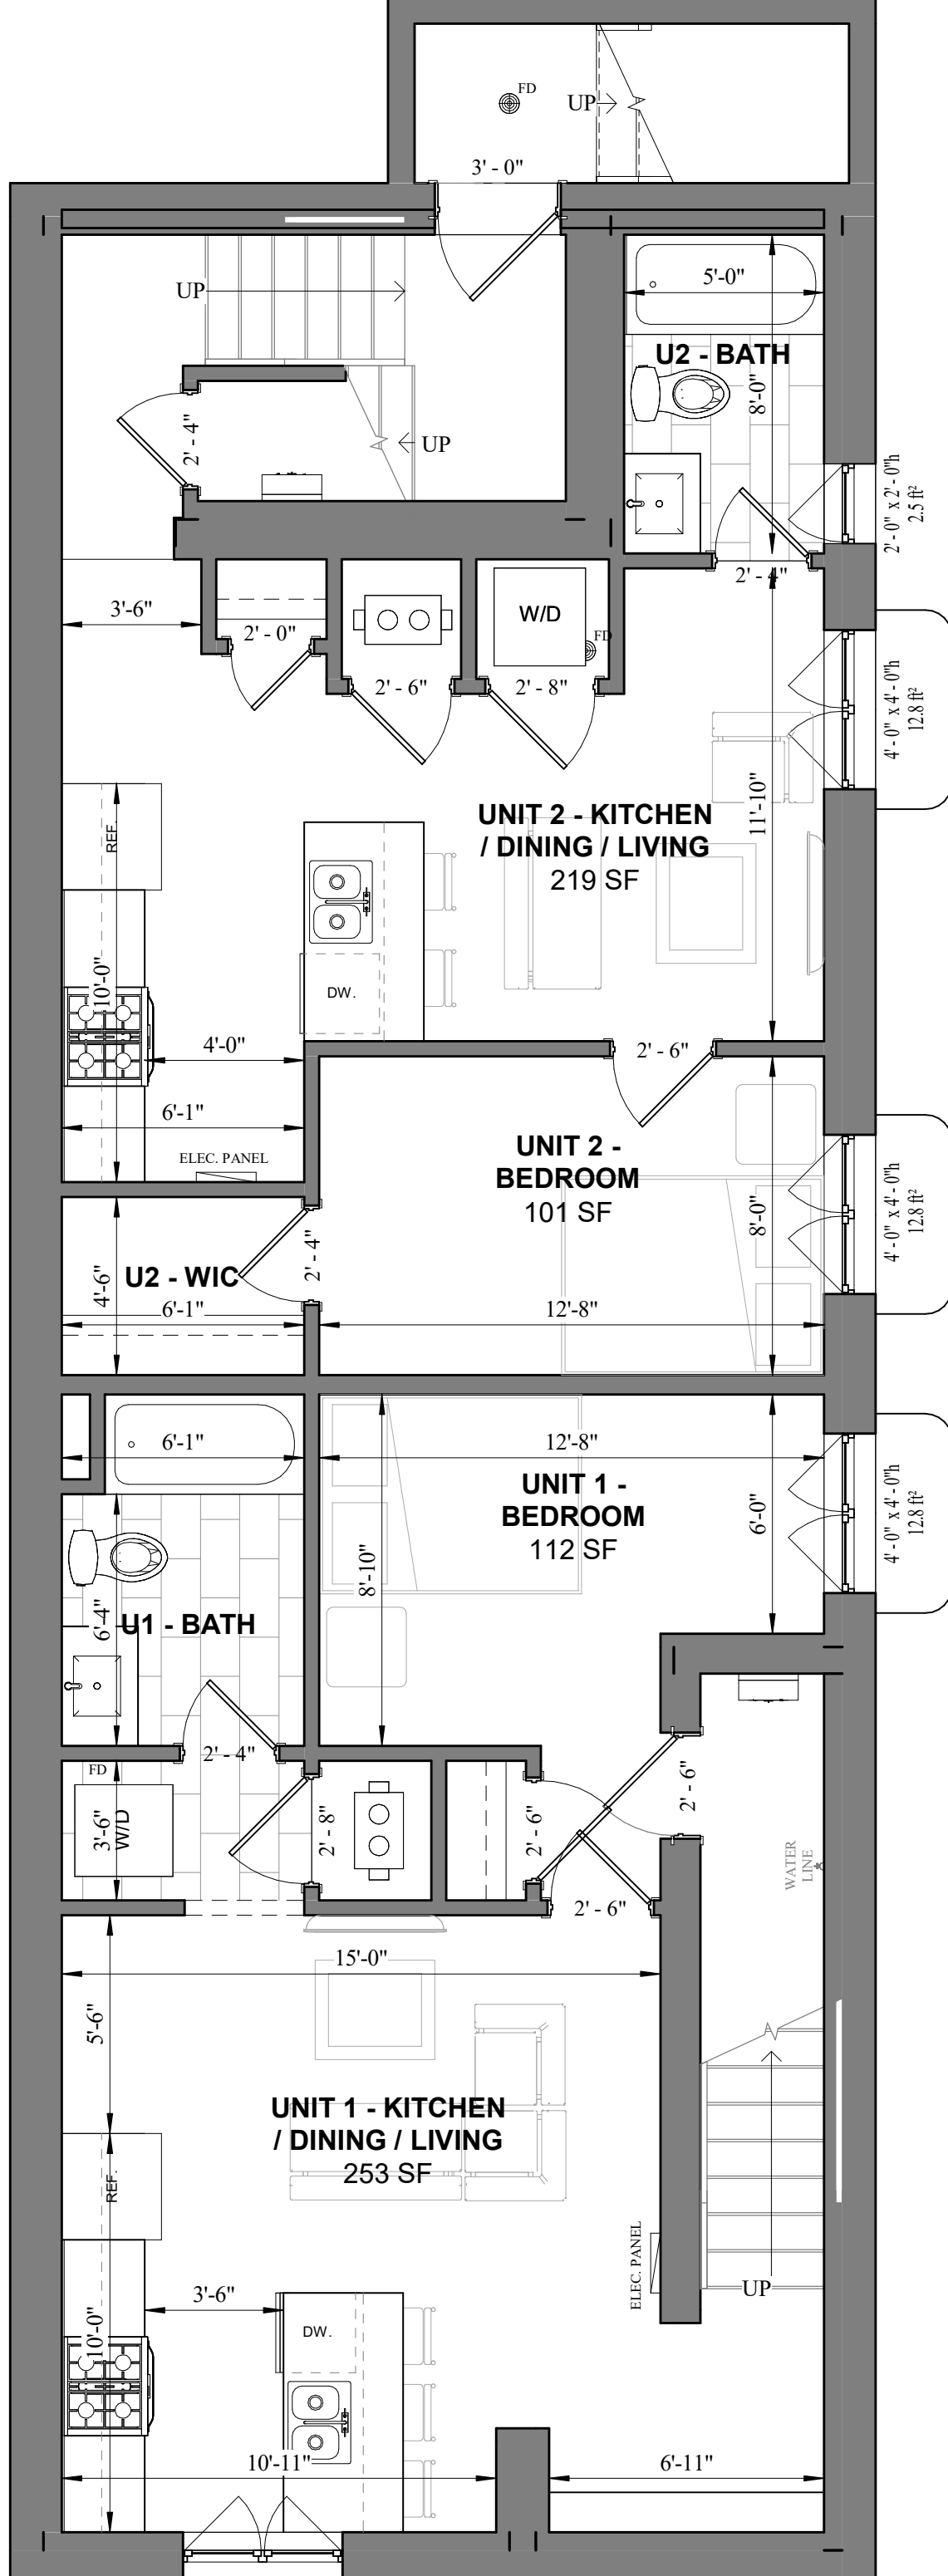 FD
UP
3' - 0"
UP
5'-0"
U2 - BATH
8'-0"
2' - 4"
UP
2'- 0" x 2'- 0"h
2.5 ft²
2' - 4"
3'-6"
2' - 0"
W/D
FD
2' - 6"
2' - 8"
4'- 0" x 4'- 0"h
12.8 ft²
11'-10"
UNIT 2 - KITCHEN
/ DINING / LIVING
219 SF
REF.
10'-0"
DW.
4'-0"
2' - 6"
6'-1"
ELEC. PANEL
UNIT 2 -
BEDROOM
101 SF
8'-0"
4'- 0" x 4'- 0"h
12.8 ft²
2' - 4"
U2 - WIC
4'-6"
6'-1"
12'-8"
6'-1"
12'-8"
UNIT 1 -
BEDROOM
112 SF
6'-0"
4'- 0" x 4'- 0"h
12.8 ft²
8'-10"
6'-4"
U1 - BATH
2' - 4"
FD
3'-6"
W/D
2' - 8"
2' - 6"
2' - 6"
WATER
LINE
2' - 6"
15'-0"
5'-6"
UNIT 1 - KITCHEN
/ DINING / LIVING
253 SF
REF.
ELEC. PANEL
UP
3'-6"
DW.
10'-0"
10'-11"
6'-11"